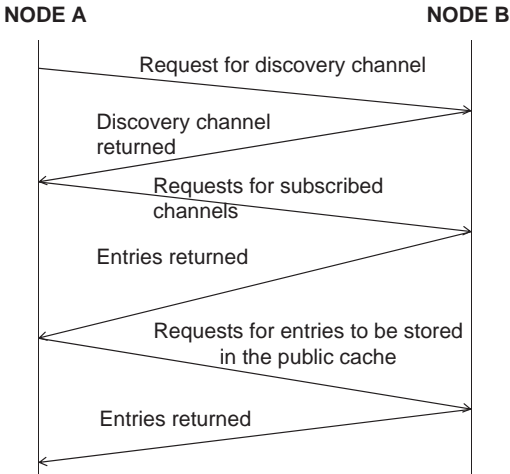 NODE A
NODE B
Request for discovery channel
Discovery channel
returned
Requests for subscribed
channels
Entries returned
Requests for entries to be stored
in the public cache
Entries returned